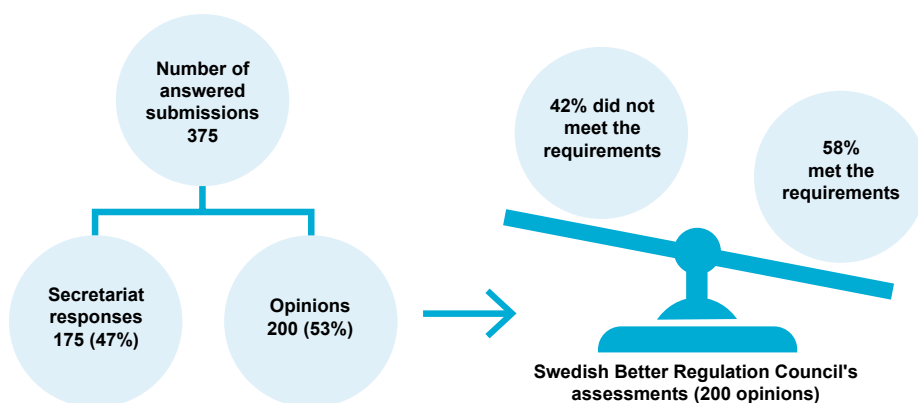 Number of
answered
submissions
375
Secretariat
responses
175 (47%)
Opinions
200 (53%)
42% did not
meet the
requirements
58%
met the
requirements
Swedish Better Regulation Council's
assessments (200 opinions)